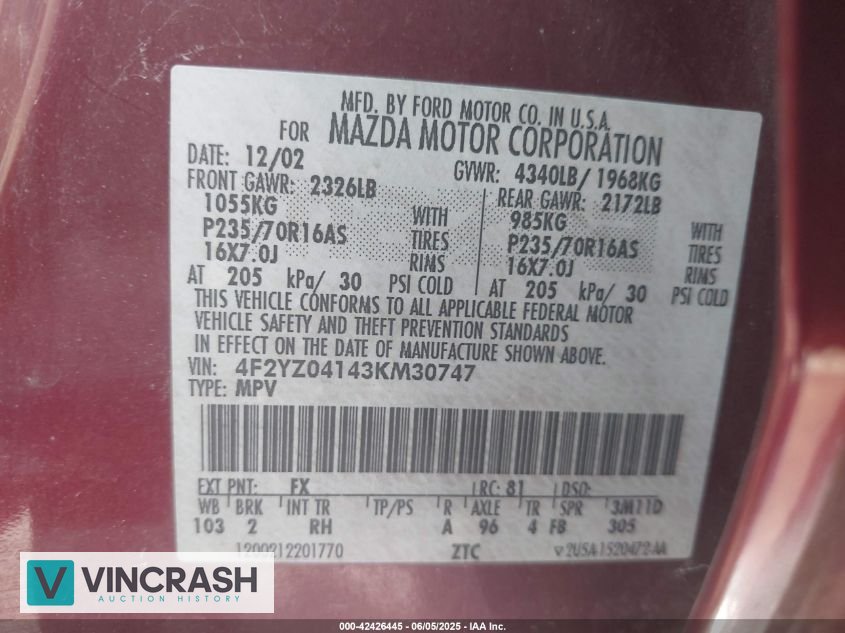 MFD. BY FORD MOTOR CO. IN U.S.A.
FOR MAZDA MOTOR CORPORATION
DATE: 12/02 GVWR: 4340LB/ 1968KG
FRONT GAWR: 2326LB REAR GAWR: 2172LB
1055KG WITH 985KG WITH
P235/70R16AS TIRES P235/70R16AS TIRES
16X7.0J RIMS 16X7.0J RIMS
AT 205 kPa/ 30 PSI COLD AT 205 kPa/ 30 PSI COLD
THIS VEHICLE CONFORMS TO ALL APPLICABLE FEDERAL MOTOR
VEHICLE SAFETY AND THEFT PREVENTION STANDARDS
IN EFFECT ON THE DATE OF MANUFACTURE SHOWN ABOVE.
VIN: 4F2YZ04143KM30747
TYPE: MPV
EXT PNT: FX RC: 81 DSO:
WB BRK INT TR TP/PS R AXLE TR SPR 3M11D
103 2 RH A 96 4 FB 305
ZTC
VINCRASH
AUCTION HISTORY
000-42426445 - 06/05/2025 - IAA Inc.